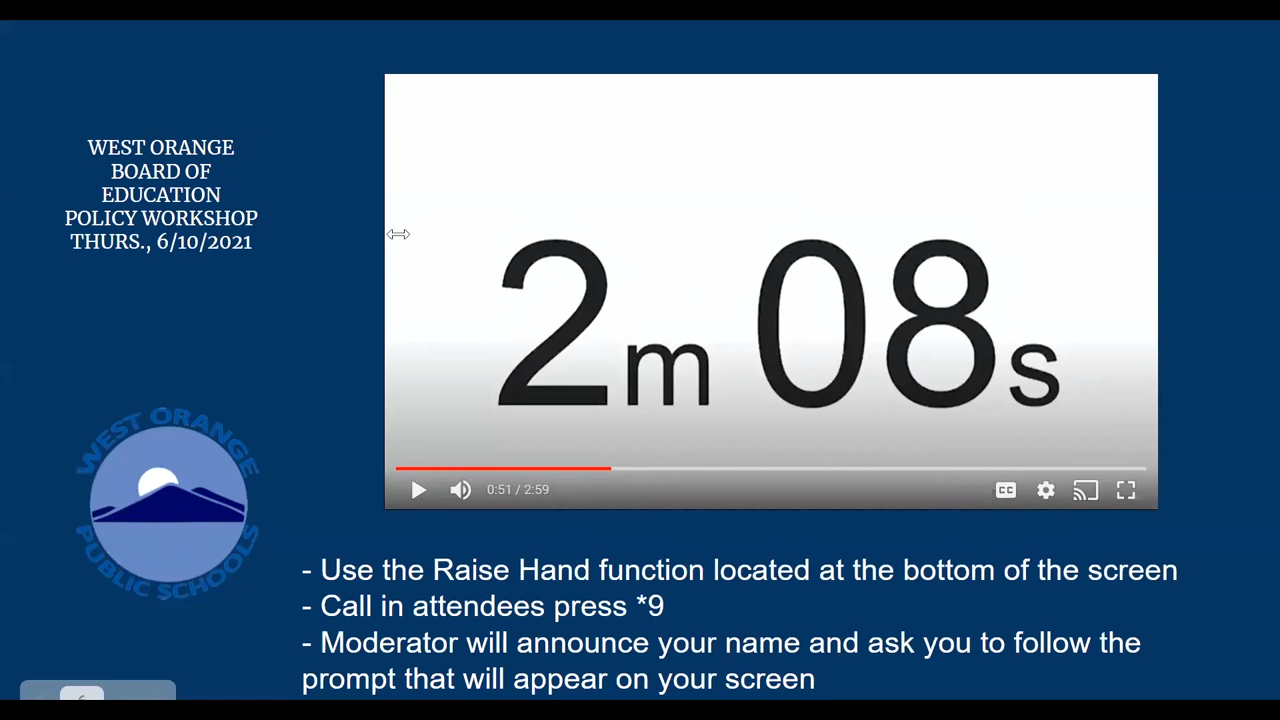 WEST ORANGE
BOARD OF
EDUCATION
POLICY WORKSHOP
THURS., 6/10/2021
2m 08s
0:51 / 2:59
CC
WEST ORANGE
PUBLIC SCHOOLS
- Use the Raise Hand function located at the bottom of the screen
- Call in attendees press *9
- Moderator will announce your name and ask you to follow the
prompt that will appear on your screen